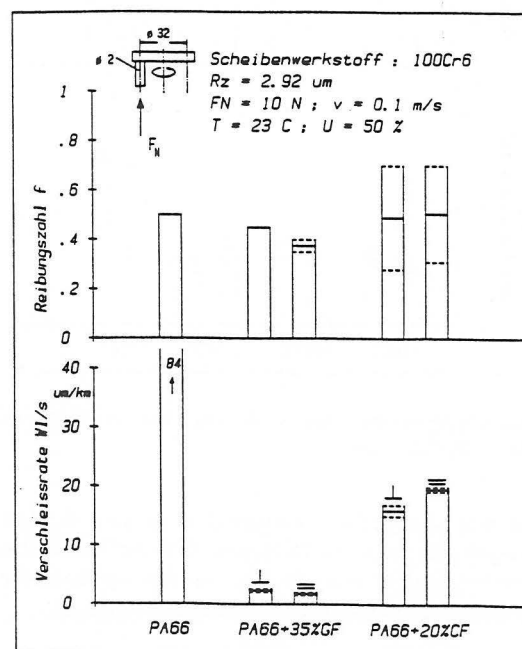 ø 32
ø 2
F_N
Scheibenwerkstoff : 100Cr6
Rz = 2.92 um
FN = 10 N ; v = 0.1 m/s
T = 23 C ; U = 50 %
Reibungszahl f
1
.8
.6
.4
.2
0
Verschleissrate Wl/s
um/km
40
30
20
10
0
84
PA66
PA66+35%GF
PA66+20%CF